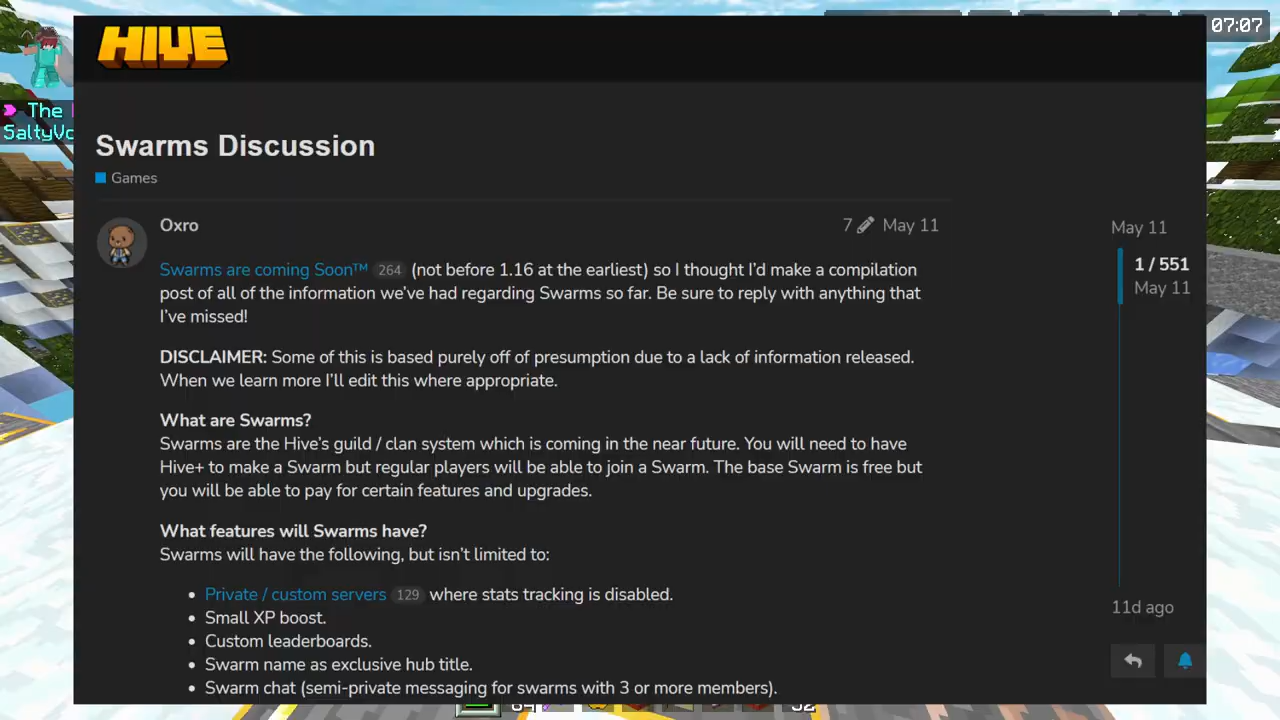 HIVE
07:07
The
SaltyVo
Swarms Discussion
Games
Oxro
7 May 11
Swarms are coming Soon™ 264 (not before 1.16 at the earliest) so I thought I'd make a compilation
post of all of the information we've had regarding Swarms so far. Be sure to reply with anything that
I've missed!
DISCLAIMER: Some of this is based purely off of presumption due to a lack of information released.
When we learn more I'll edit this where appropriate.
What are Swarms?
Swarms are the Hive's guild / clan system which is coming in the near future. You will need to have
Hive+ to make a Swarm but regular players will be able to join a Swarm. The base Swarm is free but
you will be able to pay for certain features and upgrades.
What features will Swarms have?
Swarms will have the following, but isn't limited to:
• Private / custom servers 129 where stats tracking is disabled.
• Small XP boost.
• Custom leaderboards.
• Swarm name as exclusive hub title.
• Swarm chat (semi-private messaging for swarms with 3 or more members).
May 11
1 / 551
May 11
11d ago